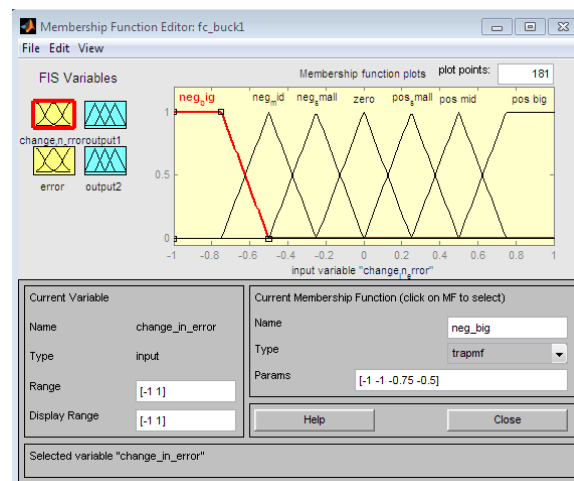 Membership Function Editor: fc_buck1
File Edit View
FIS Variables
Membership function plots plot points: 181
neg_big neg_mid neg_small zero pos_small pos mid pos big
change_in_error output1
error output2
1
0.5
0
-1 -0.8 -0.6 -0.4 -0.2 0 0.2 0.4 0.6 0.8 1
input variable "change_in_error"
Current Variable
Name change_in_error
Type input
Range [-1 1]
Display Range [-1 1]
Current Membership Function (click on MF to select)
Name neg_big
Type trapmf
Params [-1 -1 -0.75 -0.5]
Help Close
Selected variable "change_in_error"